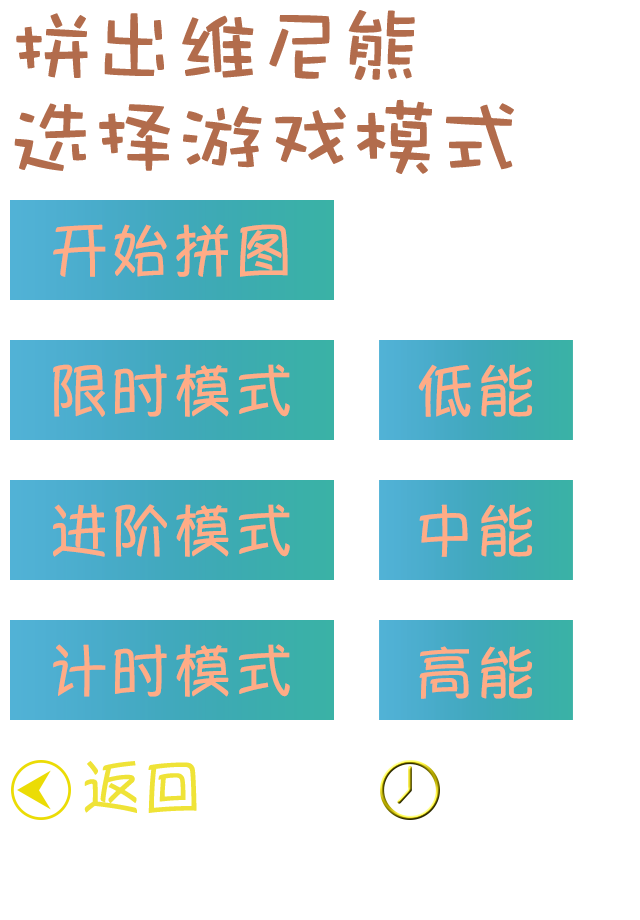 拼出维尼熊
选择游戏模式
开始拼图
限时模式 低能
进阶模式 中能
计时模式 高能
返回